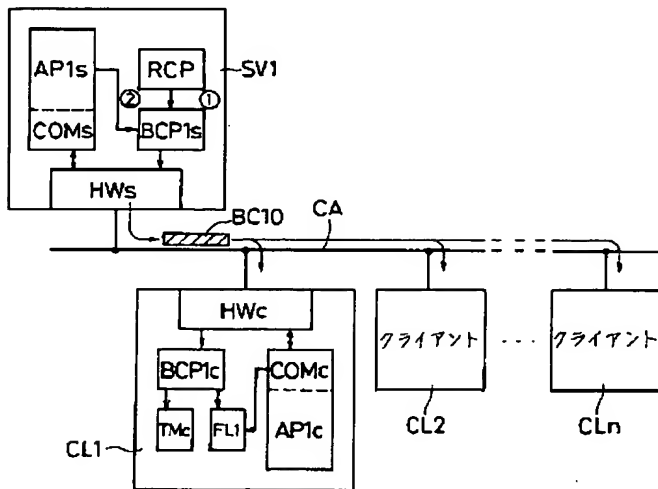 AP1s
RCP
SV1
② ①
COMs
BCP1s
HWs
BC10
CA
HWc
BCP1c
COMc
TMc
FL1
AP1c
CL1
クライアント
・・・
クライアント
CL2
CLn